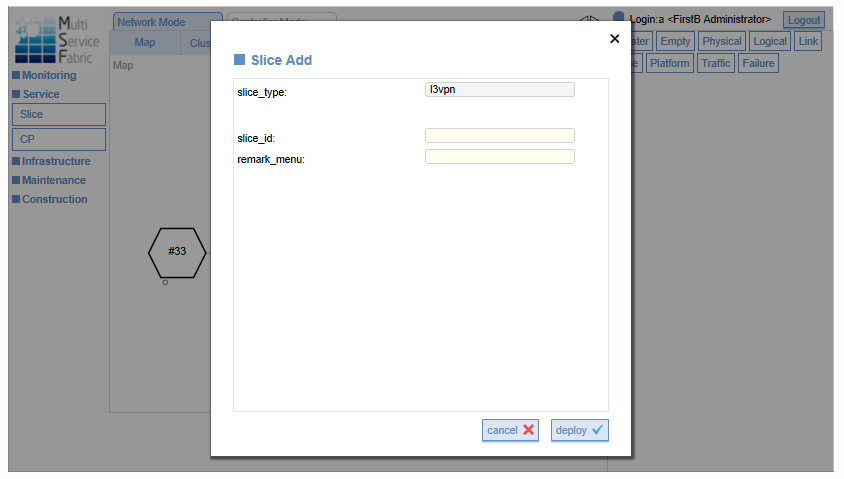 Multi
Service
Fabric
Network Mode
Controller Mode
Login:a <FirstB Administrator>
Logout
Map
Clus
ster
Empty
Physical
Logical
Link
Map
e
Platform
Traffic
Failure
Monitoring
Service
Slice
CP
Infrastructure
Maintenance
Construction
#33
Slice Add
slice_type:
l3vpn
slice_id:
remark_menu:
cancel
deploy